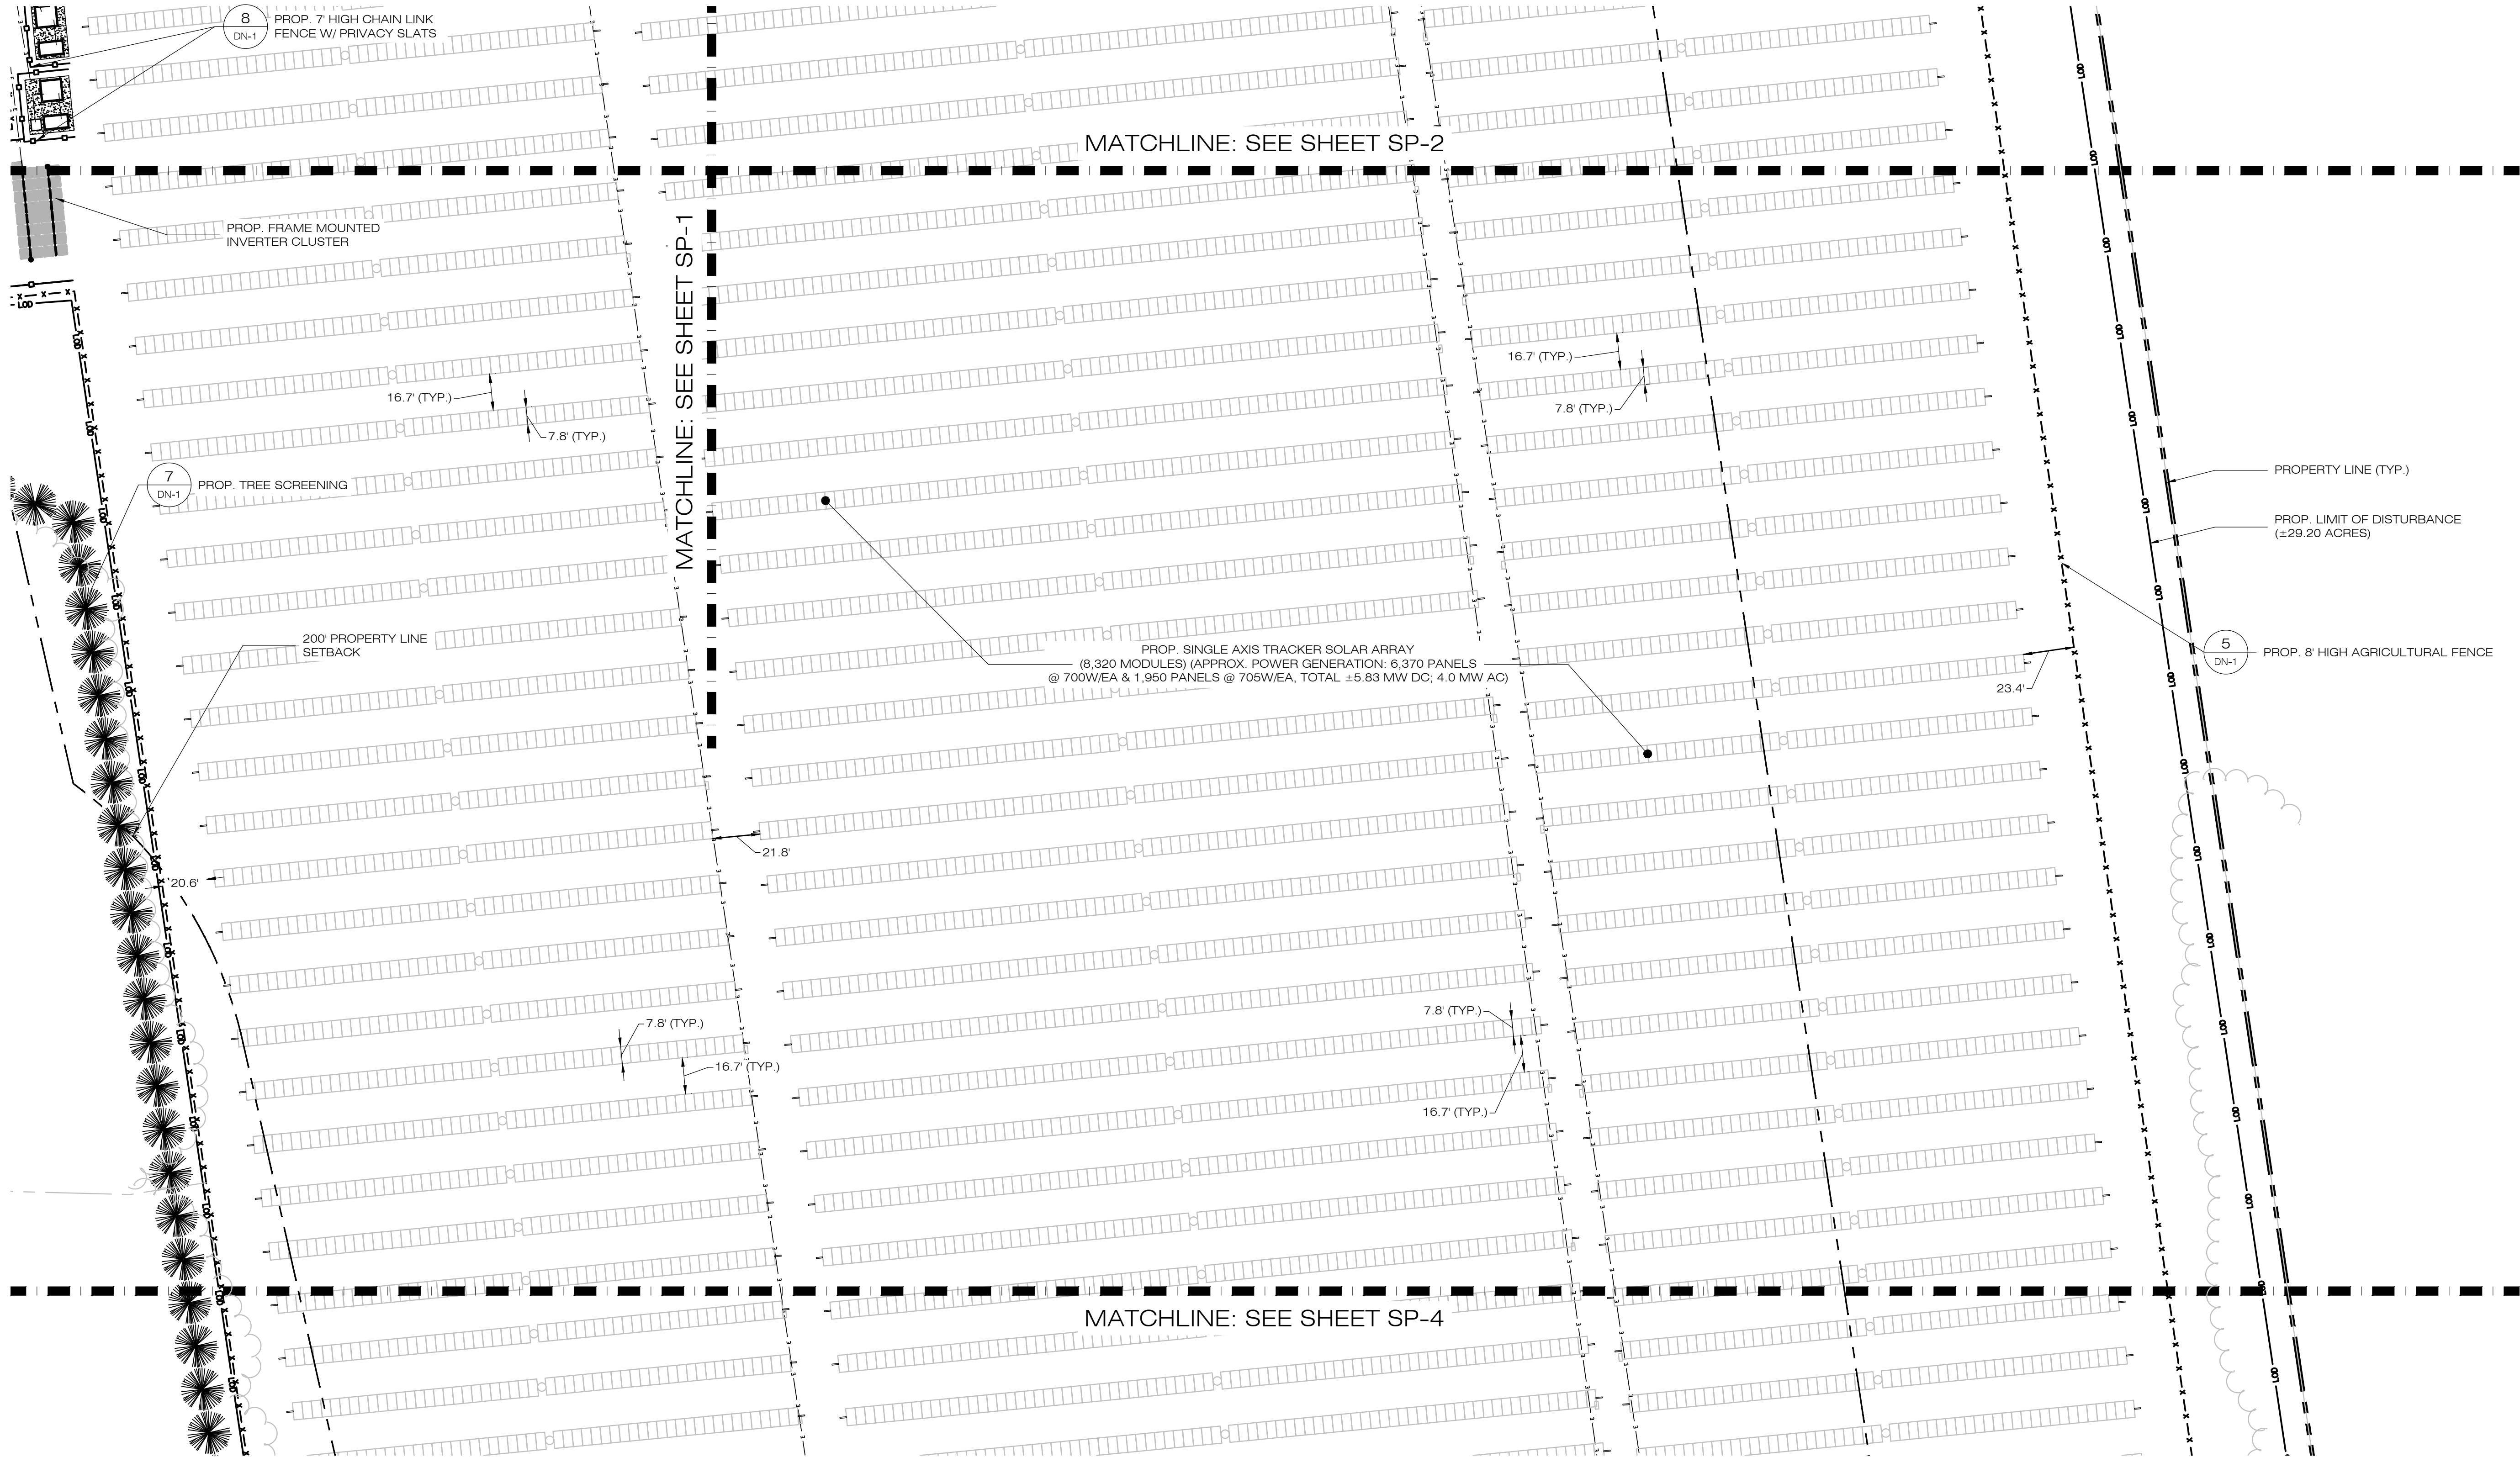 8
DN-1
PROP. 7' HIGH CHAIN LINK
FENCE W/ PRIVACY SLATS
MATCHLINE: SEE SHEET SP-2
PROP. FRAME MOUNTED
INVERTER CLUSTER
MATCHLINE: SEE SHEET SP-1
LOD
16.7' (TYP.)
7.8' (TYP.)
16.7' (TYP.)
7.8' (TYP.)
7
DN-1
PROP. TREE SCREENING
PROPERTY LINE (TYP.)
PROP. LIMIT OF DISTURBANCE
(±29.20 ACRES)
200' PROPERTY LINE
SETBACK
PROP. SINGLE AXIS TRACKER SOLAR ARRAY
(8,320 MODULES) (APPROX. POWER GENERATION: 6,370 PANELS
@ 700W/EA & 1,950 PANELS @ 705W/EA, TOTAL ±5.83 MW DC; 4.0 MW AC)
5
DN-1
PROP. 8' HIGH AGRICULTURAL FENCE
23.4'
21.8'
20.6'
7.8' (TYP.)
16.7' (TYP.)
7.8' (TYP.)
16.7' (TYP.)
MATCHLINE: SEE SHEET SP-4